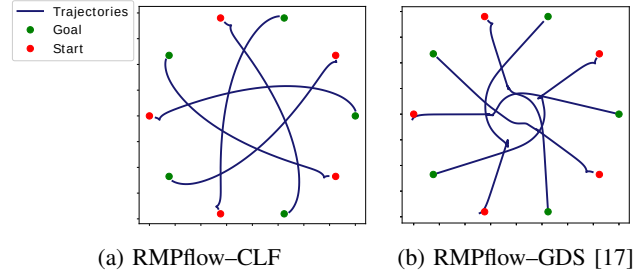 Trajectories
Goal
Start
(a) RMPflow–CLF
(b) RMPflow–GDS [17]